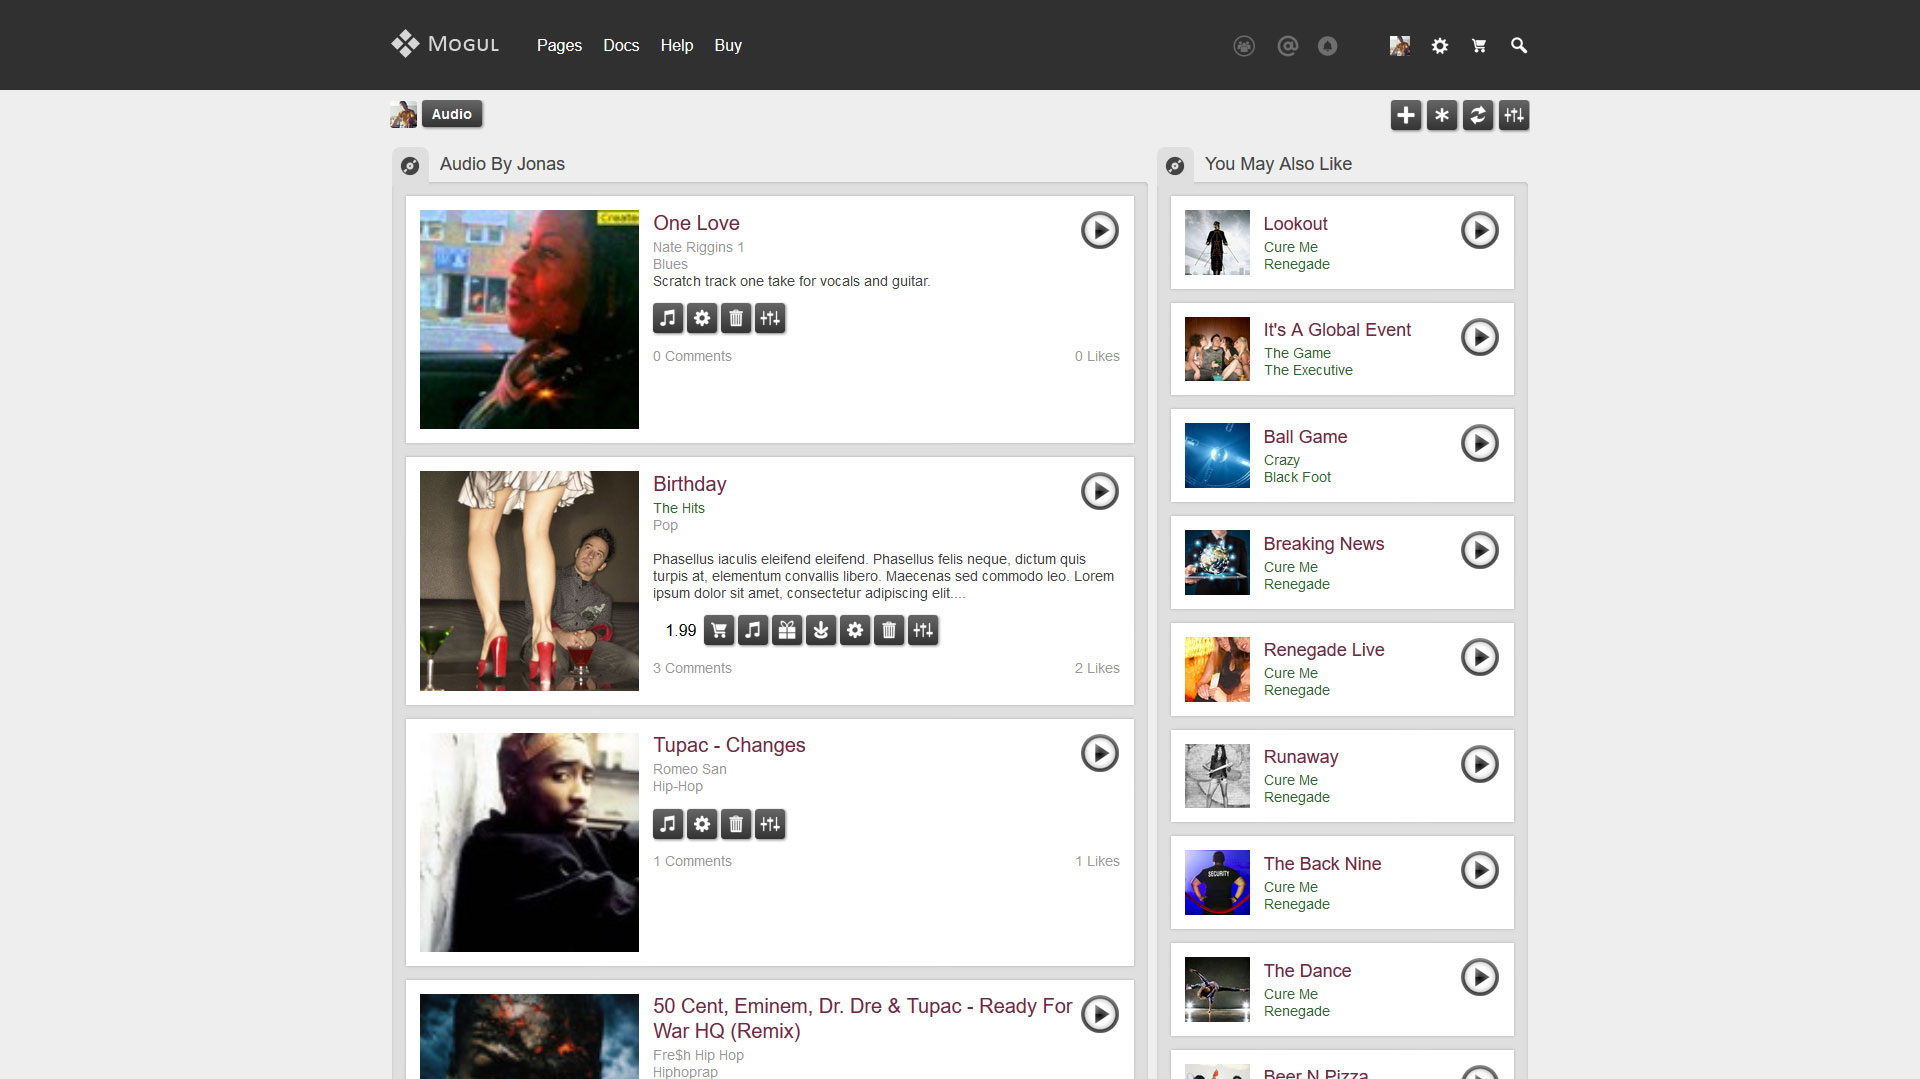 Mogul
Pages Docs Help Buy
Audio
Audio By Jonas
One Love
Nate Riggins 1
Blues
Scratch track one take for vocals and guitar.
0 Comments 0 Likes
Birthday
The Hits
Pop
Phasellus iaculis eleifend eleifend. Phasellus felis neque, dictum quis
turpis at, elementum convallis libero. Maecenas sed commodo leo. Lorem
ipsum dolor sit amet, consectetur adipiscing elit....
1.99
3 Comments 2 Likes
Tupac - Changes
Romeo San
Hip-Hop
1 Comments 1 Likes
50 Cent, Eminem, Dr. Dre & Tupac - Ready For
War HQ (Remix)
Fre$h Hip Hop
Hiphoprap
You May Also Like
Lookout
Cure Me
Renegade
It's A Global Event
The Game
The Executive
Ball Game
Crazy
Black Foot
Breaking News
Cure Me
Renegade
Renegade Live
Cure Me
Renegade
Runaway
Cure Me
Renegade
SECURITY
The Back Nine
Cure Me
Renegade
The Dance
Cure Me
Renegade
Beer N Pizza